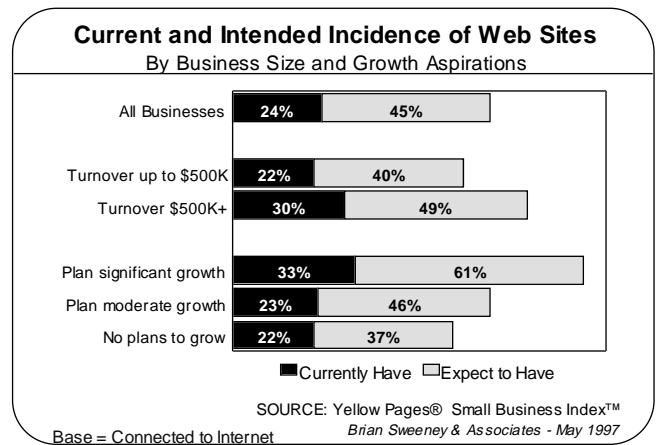 Current and Intended Incidence of Web Sites
By Business Size and Growth Aspirations
All Businesses 24% 45%
Turnover up to $500K 22% 40%
Turnover $500K+ 30% 49%
Plan significant growth 33% 61%
Plan moderate growth 23% 46%
No plans to grow 22% 37%
Currently Have Expect to Have
SOURCE: Yellow Pages® Small Business Index™
Base = Connected to Internet Brian Sweeney & Associates - May 1997